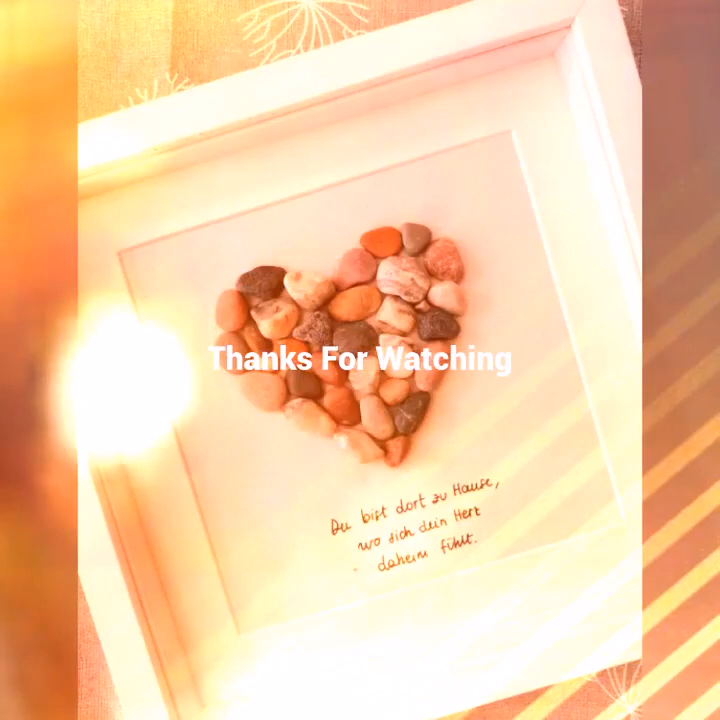 Thanks For Watching
Du bist dort zu Hause,
wo sich dein Herz
daheim fühlt.